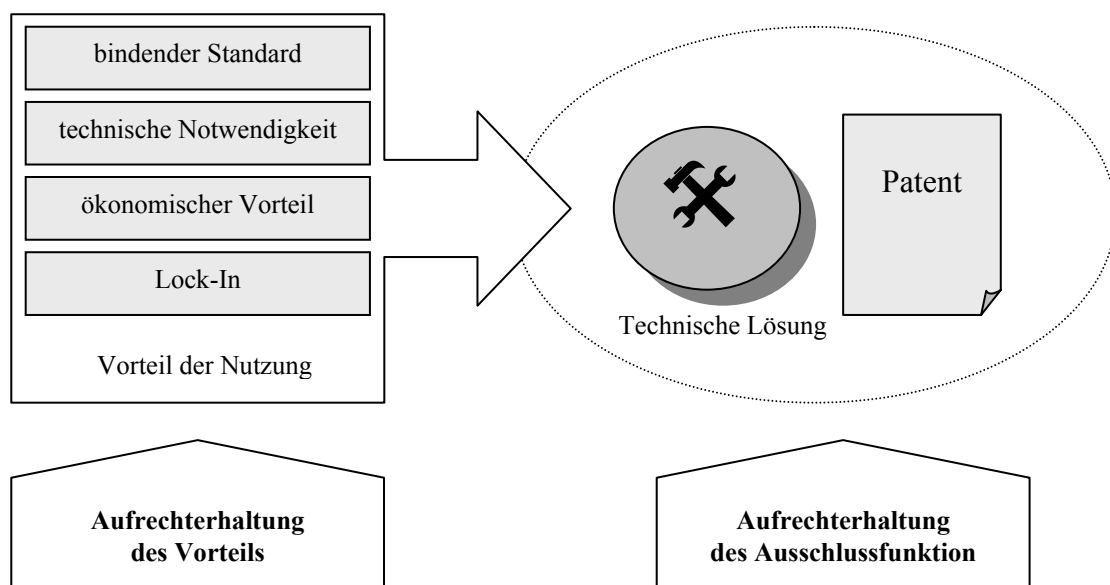 bindender Standard
technische Notwendigkeit
ökonomischer Vorteil
Lock-In
Vorteil der Nutzung
Technische Lösung
Patent
Aufrechterhaltung
des Vorteils
Aufrechterhaltung
des Ausschlussfunktion